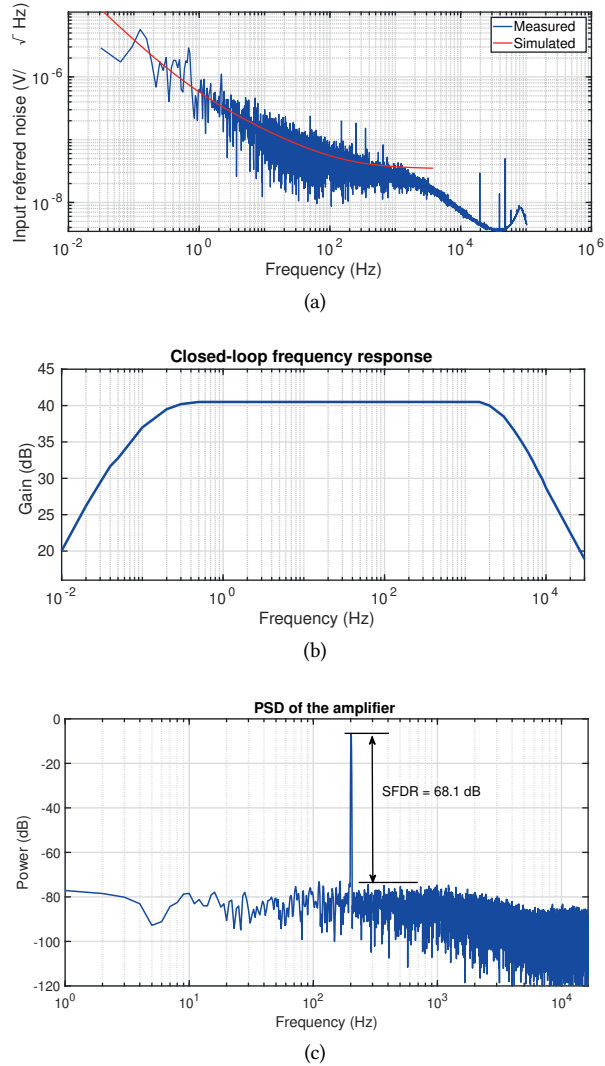 Input referred noise (V/ √ Hz)
10^-6
10^-8
Measured
Simulated
10^-2 10^0 10^2 10^4 10^6
Frequency (Hz)
(a)
Closed-loop frequency response
Gain (dB)
45
40
35
30
25
20
10^-2 10^0 10^2 10^4
Frequency (Hz)
(b)
PSD of the amplifier
Power (dB)
0
-20
-40
-60
-80
-100
-120
SFDR = 68.1 dB
10^0 10^1 10^2 10^3 10^4
Frequency (Hz)
(c)